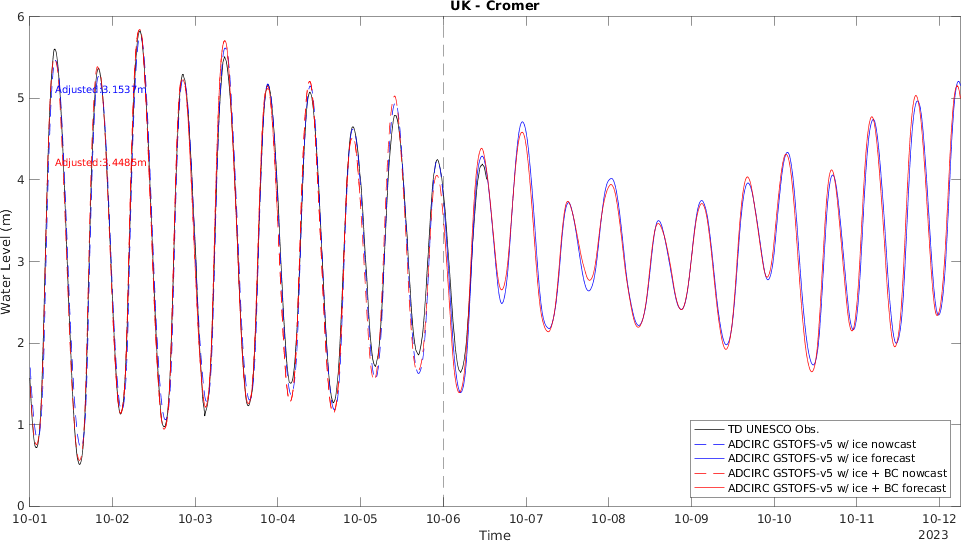 UK - Cromer
6
5
4
3
2
1
0
Water Level (m)
Adjusted:3.1537m
Adjusted:3.4485m
TD UNESCO Obs.
ADCIRC GSTOFS-v5 w/ ice nowcast
ADCIRC GSTOFS-v5 w/ ice forecast
ADCIRC GSTOFS-v5 w/ ice + BC nowcast
ADCIRC GSTOFS-v5 w/ ice + BC forecast
10-01 10-02 10-03 10-04 10-05 10-06 10-07 10-08 10-09 10-10 10-11 10-12
Time
2023